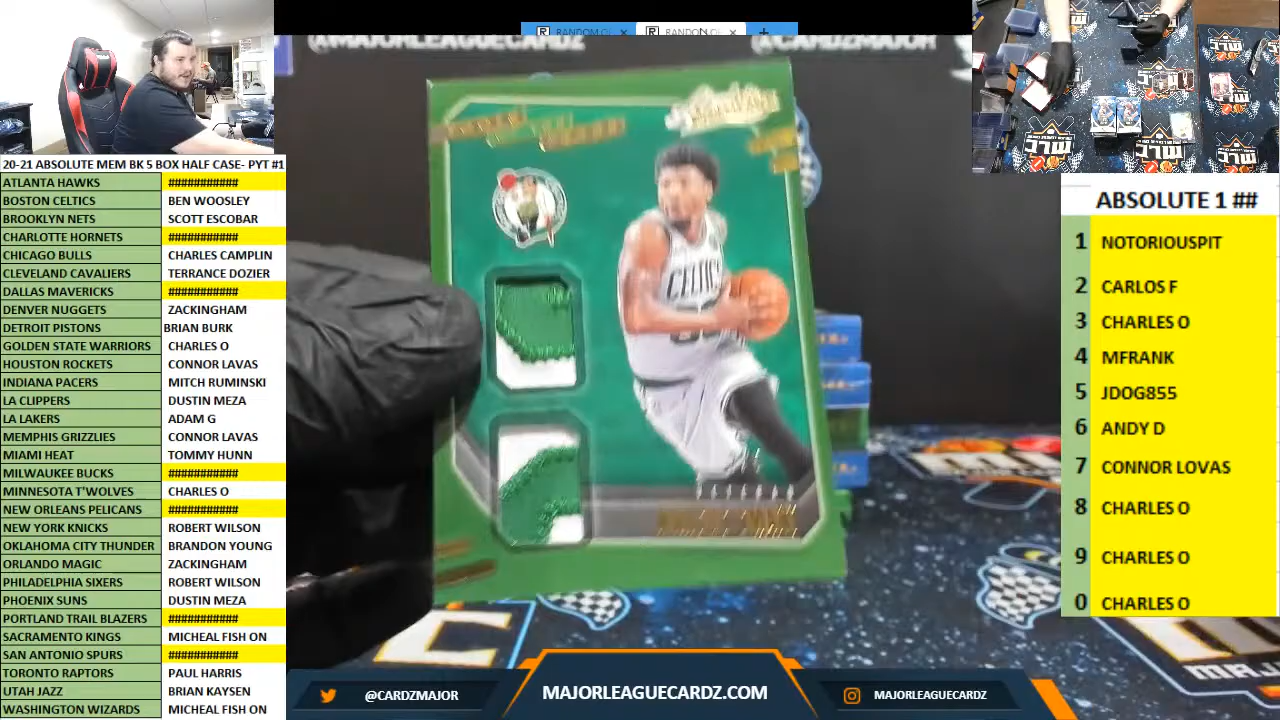 RANDOM.O
RANDOM.O
@MAJORLEAGUECARDZ
@CARDZMAJOR
20-21 ABSOLUTE MEM BK 5 BOX HALF CASE- PYT #1
ATLANTA HAWKS ###########
BOSTON CELTICS BEN WOOSLEY
BROOKLYN NETS SCOTT ESCOBAR
CHARLOTTE HORNETS ###########
CHICAGO BULLS CHARLES CAMPLIN
CLEVELAND CAVALIERS TERRANCE DOZIER
DALLAS MAVERICKS ###########
DENVER NUGGETS ZACKINGHAM
DETROIT PISTONS BRIAN BURK
GOLDEN STATE WARRIORS CHARLES O
HOUSTON ROCKETS CONNOR LAVAS
INDIANA PACERS MITCH RUMINSKI
LA CLIPPERS DUSTIN MEZA
LA LAKERS ADAM G
MEMPHIS GRIZZLIES CONNOR LAVAS
MIAMI HEAT TOMMY HUNN
MILWAUKEE BUCKS ###########
MINNESOTA T'WOLVES CHARLES O
NEW ORLEANS PELICANS ###########
NEW YORK KNICKS ROBERT WILSON
OKLAHOMA CITY THUNDER BRANDON YOUNG
ORLANDO MAGIC ZACKINGHAM
PHILADELPHIA SIXERS ROBERT WILSON
PHOENIX SUNS DUSTIN MEZA
PORTLAND TRAIL BLAZERS ###########
SACRAMENTO KINGS MICHEAL FISH ON
SAN ANTONIO SPURS ###########
TORONTO RAPTORS PAUL HARRIS
UTAH JAZZ BRIAN KAYSEN
WASHINGTON WIZARDS MICHEAL FISH ON
ABSOLUTE 1 ##
1 NOTORIOUSPIT
2 CARLOS F
3 CHARLES O
4 MFRANK
5 JDOG855
6 ANDY D
7 CONNOR LOVAS
8 CHARLES O
9 CHARLES O
0 CHARLES O
@CARDZMAJOR
MAJORLEAGUECARDZ.COM
MAJORLEAGUECARDZ